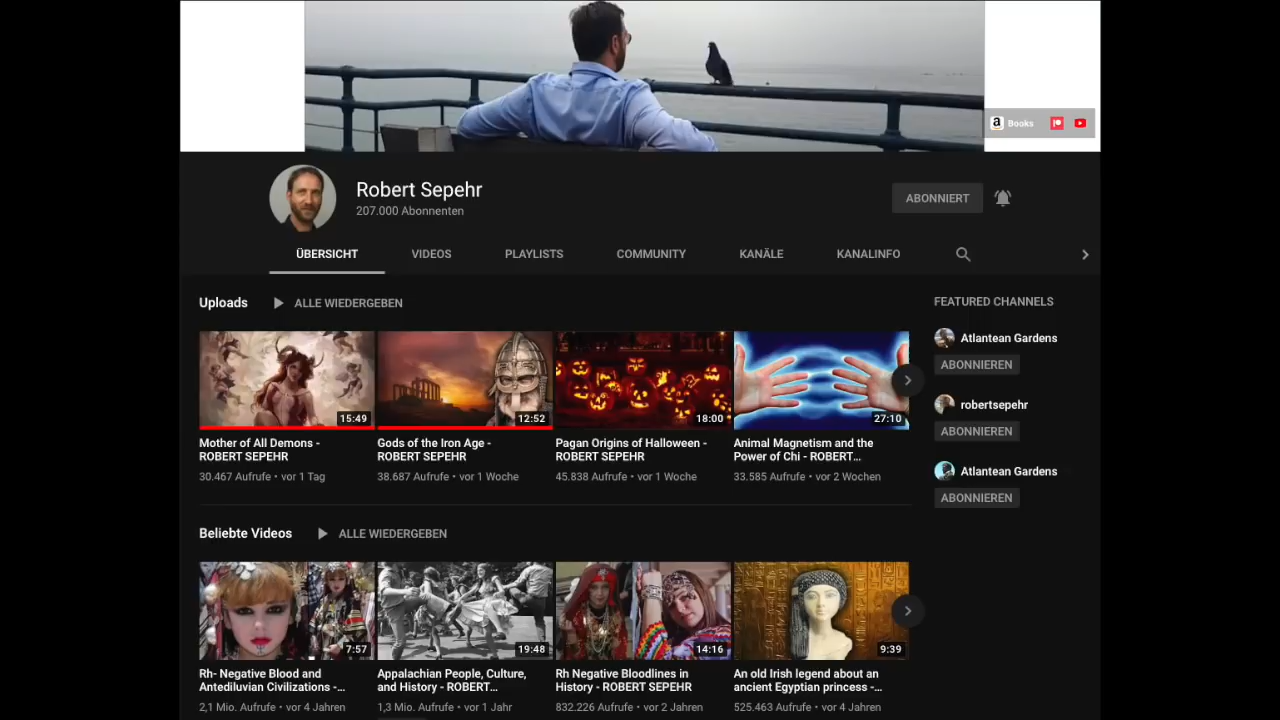 a Books
Robert Sepehr
207.000 Abonnenten
ABONNIERT
ÜBERSICHT VIDEOS PLAYLISTS COMMUNITY KANÄLE KANALINFO
Uploads ALLE WIEDERGEBEN
15:49 12:52 18:00 27:10
Mother of All Demons -
ROBERT SEPEHR
30.467 Aufrufe • vor 1 Tag
Gods of the Iron Age -
ROBERT SEPEHR
38.687 Aufrufe • vor 1 Woche
Pagan Origins of Halloween -
ROBERT SEPEHR
45.838 Aufrufe • vor 1 Woche
Animal Magnetism and the
Power of Chi - ROBERT...
33.585 Aufrufe • vor 2 Wochen
FEATURED CHANNELS
Atlantean Gardens
ABONNIEREN
robertsepehr
ABONNIEREN
Atlantean Gardens
ABONNIEREN
Beliebte Videos ALLE WIEDERGEBEN
7:57 19:48 14:16 9:39
Rh- Negative Blood and
Antediluvian Civilizations -...
2,1 Mio. Aufrufe • vor 4 Jahren
Appalachian People, Culture,
and History - ROBERT...
1,3 Mio. Aufrufe • vor 1 Jahr
Rh Negative Bloodlines in
History - ROBERT SEPEHR
832.226 Aufrufe • vor 2 Jahren
An old Irish legend about an
ancient Egyptian princess -...
525.463 Aufrufe • vor 4 Jahren